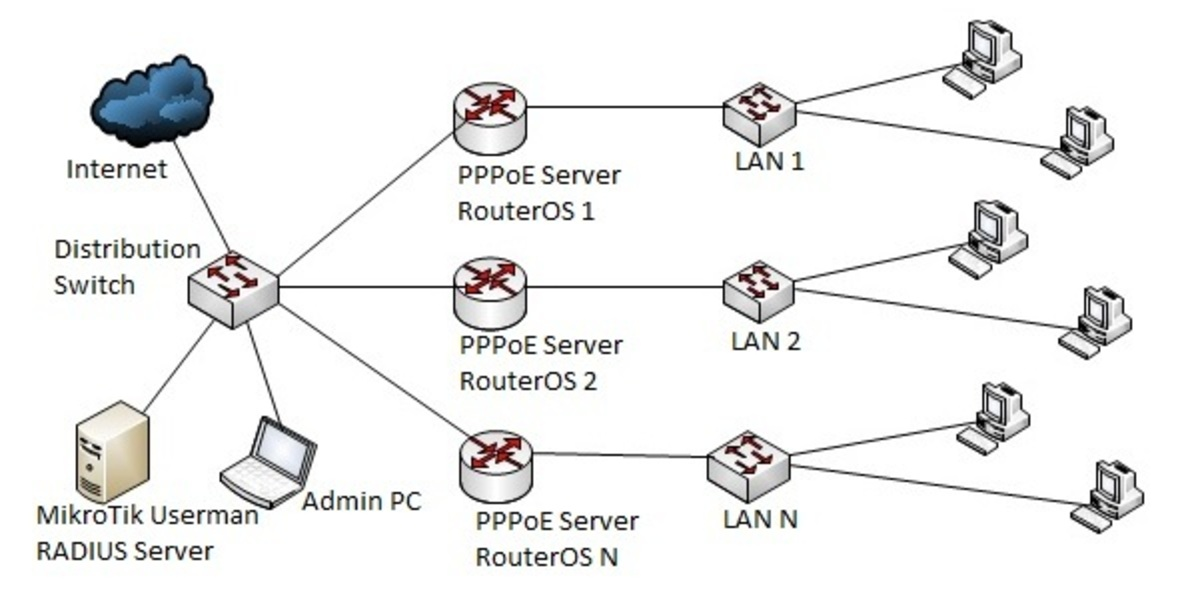 Internet
Distribution
Switch
MikroTik Userman
RADIUS Server
Admin PC
PPPoE Server
RouterOS 1
LAN 1
PPPoE Server
RouterOS 2
LAN 2
PPPoE Server
RouterOS N
LAN N